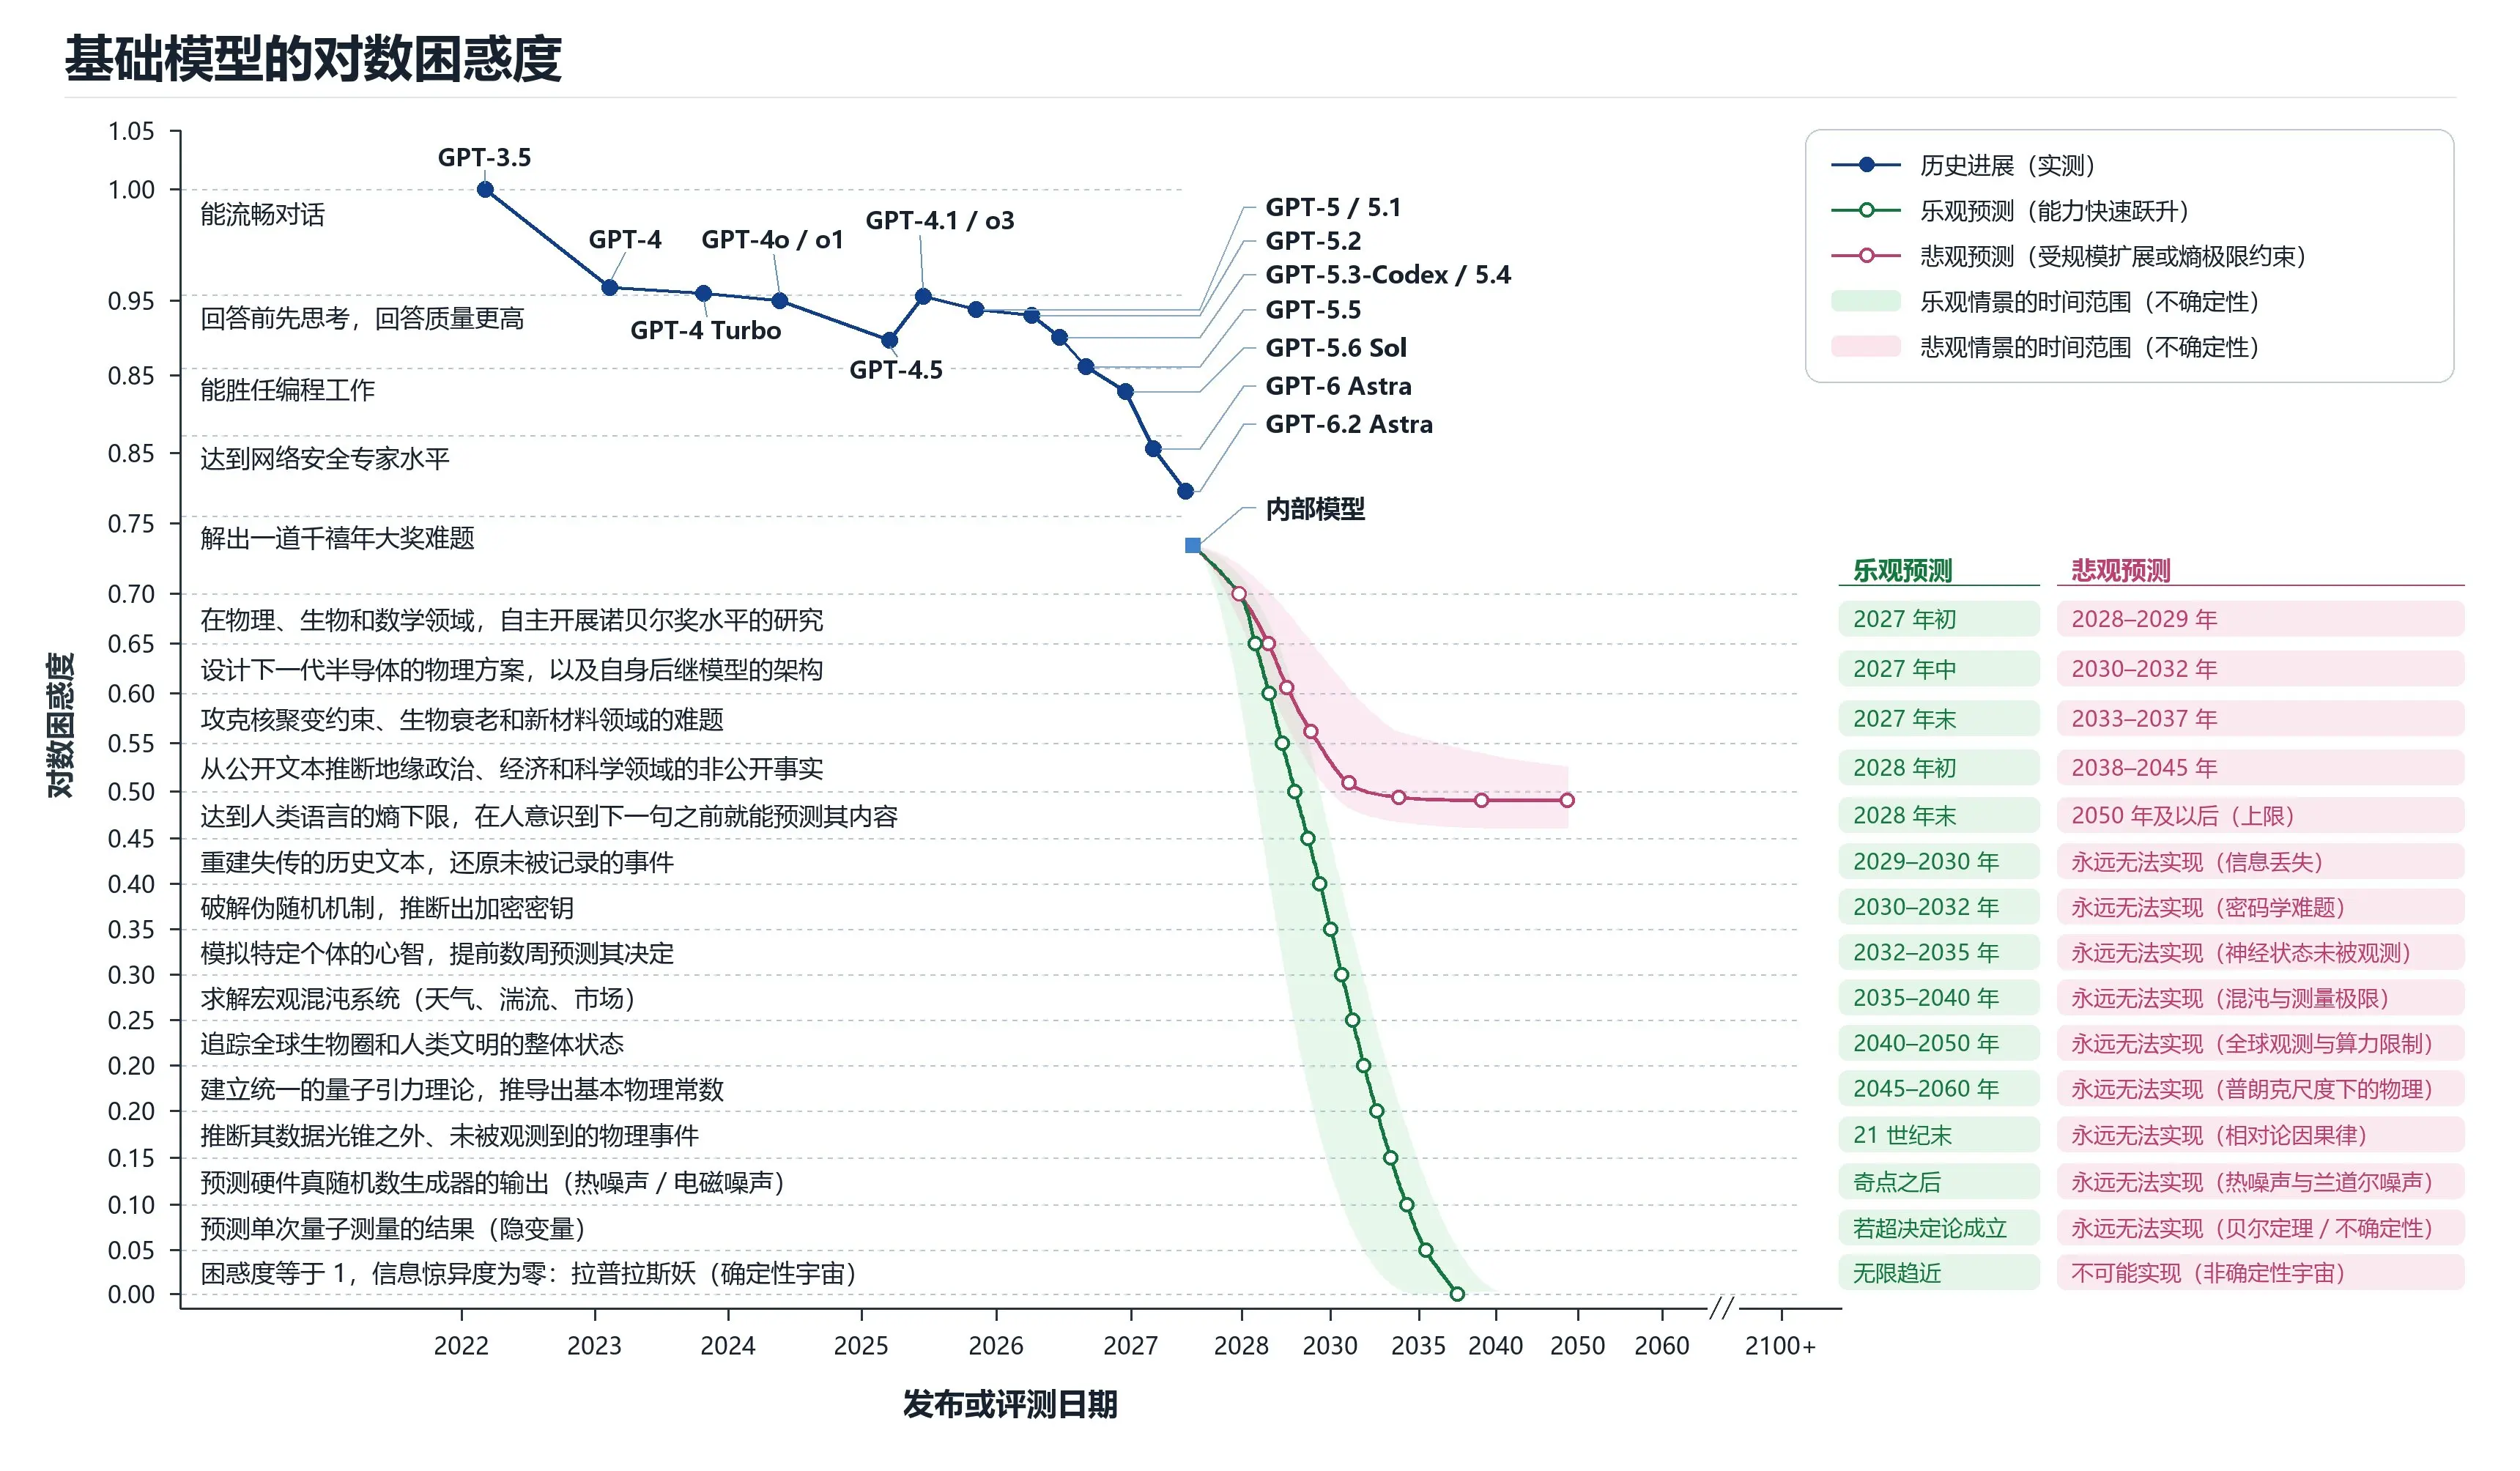 基础模型的对数困惑度
1.05
1.00
0.95
0.85
0.85
0.75
0.70
0.65
0.60
0.55
0.50
0.45
0.40
0.35
0.30
0.25
0.20
0.20
0.15
0.10
0.05
0.00
对数困惑度
能流畅对话
回答前先思考，回答质量更高
能胜任编程工作
达到网络安全专家水平
解出一道千禧年大奖难题
在物理、生物和数学领域，自主开展诺贝尔奖水平的研究
设计下一代半导体的物理方案，以及自身后继模型的架构
攻克核聚变约束、生物衰老和新材料领域的难题
从公开文本推断地缘政治、经济和科学领域的非公开事实
达到人类语言的熵下限，在人意识到下一句之前就能预测其内容
重建失传的历史文本，还原未被记录的事件
破解伪随机机制，推断出加密密钥
模拟特定个体的心智，提前数周预测其决定
求解宏观混沌系统（天气、湍流、市场）
追踪全球生物圈和人类文明的整体状态
建立统一的量子引力理论，推导出基本物理常数
推断其数据光锥之外、未被观测到的物理事件
预测硬件真随机数生成器的输出（热噪声 / 电磁噪声）
预测单次量子测量的结果（隐变量）
困惑度等于 1，信息惊异度为零：拉普拉斯妖（确定性宇宙）
GPT-3.5
GPT-4
GPT-4 Turbo
GPT-4o / o1
GPT-4.5
GPT-4.1 / o3
GPT-5 / 5.1
GPT-5.2
GPT-5.3-Codex / 5.4
GPT-5.5
GPT-5.6 Sol
GPT-6 Astra
GPT-6.2 Astra
内部模型
历史进展（实测）
乐观预测（能力快速跃升）
悲观预测（受规模扩展或熵极限约束）
乐观情景的时间范围（不确定性）
悲观情景的时间范围（不确定性）
乐观预测
悲观预测
2027 年初
2028–2029 年
2027 年中
2030–2032 年
2027 年末
2033–2037 年
2028 年初
2038–2045 年
2028 年末
2050 年及以后（上限）
2029–2030 年
永远无法实现（信息丢失）
2030–2032 年
永远无法实现（密码学难题）
2032–2035 年
永远无法实现（神经状态未被观测）
2035–2040 年
永远无法实现（混沌与测量极限）
2040–2050 年
永远无法实现（全球观测与算力限制）
2045–2060 年
永远无法实现（普朗克尺度下的物理）
21 世纪末
永远无法实现（相对论因果律）
奇点之后
永远无法实现（热噪声与兰道尔噪声）
若超决定论成立
永远无法实现（贝尔定理 / 不确定性）
无限趋近
不可能实现（非确定性宇宙）
2022
2023
2024
2025
2026
2027
2028
2030
2035
2040
2050
2060
2100+
发布或评测日期